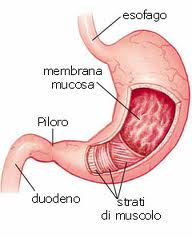 esofago
membrana
mucosa
Piloro
duodeno
strati
di muscolo